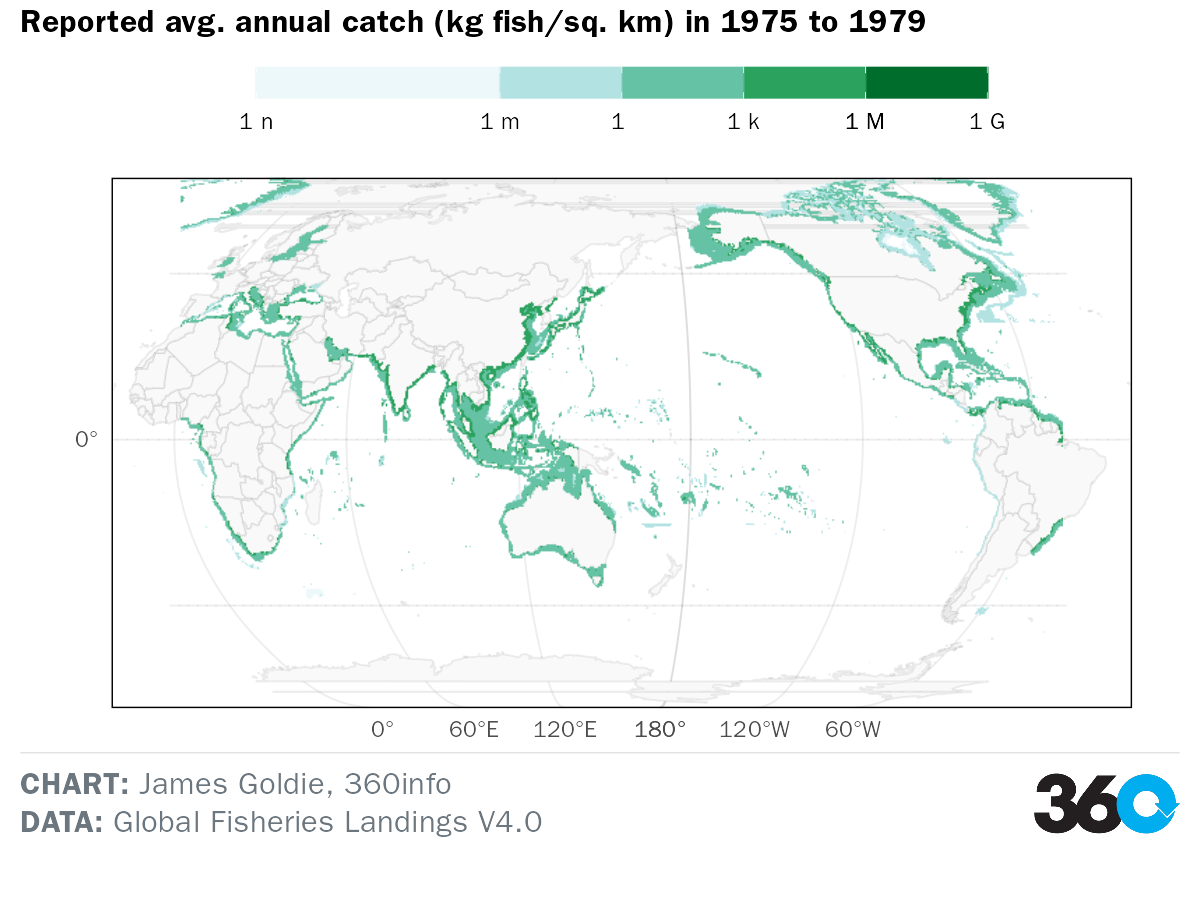 Reported avg. annual catch (kg fish/sq. km) in 1975 to 1979
1 n 1 m 1 1 k 1 M 1 G
0°
0° 60°E 120°E 180° 120°W 60°W
CHART: James Goldie, 360info
DATA: Global Fisheries Landings V4.0
360